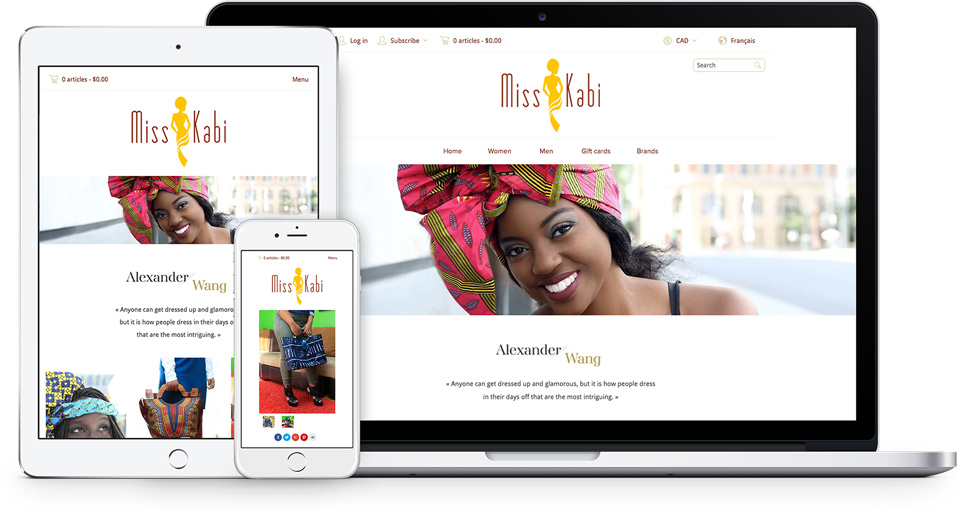 0 articles - $0.00 Menu
Miss Kabi
Alexander
Wang
« Anyone can get dressed up and glamorous,
but it is how people dress in their days o
that are the most intriguing. »
0 articles - $0.00 Menu
Miss Kabi
Log in Subscribe 0 articles - $0.00 CAD Français
Search
Miss Kabi
Home Women Men Gift cards Brands
Alexander
Wang
« Anyone can get dressed up and glamorous, but it is how people dress
in their days off that are the most intriguing. »